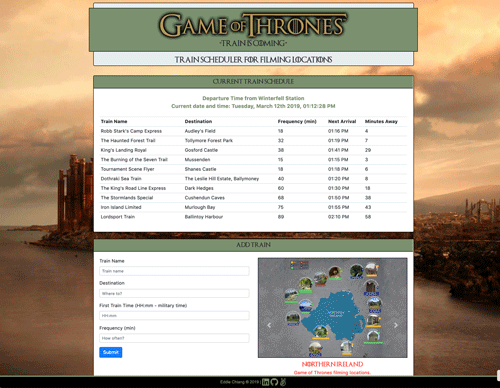 GAME OF THRONES
-TRAIN IS COMING-
TRAIN SCHEDULER FOR FILMING LOCATIONS
CURRENT TRAIN SCHEDULE
Departure Time from Winterfell Station
Current date and time: Tuesday, March 12th 2019, 01:12:28 PM
Train Name Destination Frequency (min) Next Arrival Minutes Away
Robb Stark's Camp Express Audley's Field 18 01:16 PM 4
The Haunted Forest Trail Tollymore Forest Park 32 01:19 PM 7
King's Landing Royal Gosford Castle 38 01:41 PM 29
The Burning of the Seven Trail Mussenden 15 01:15 PM 3
Tournament Scene Flyer Shanes Castle 18 01:18 PM 6
Dothraki Sea Train The Leslie Hill Estate, Ballymoney 40 01:20 PM 8
The King's Road Line Express Dark Hedges 60 01:30 PM 18
The Stormlands Special Cushendun Caves 68 01:50 PM 38
Iron Island Limited Murlough Bay 75 01:55 PM 43
Lordsport Train Ballintoy Harbour 89 02:10 PM 58
ADD TRAIN
Train Name
Train name
Destination
Where to?
First Train Time (HH:mm - military time)
HH:mm
Frequency (min)
How often?
Submit
NORTHERN IRELAND
NORTHERN IRELAND
Game of Thrones filming locations.
Eddie Chang © 2019 |